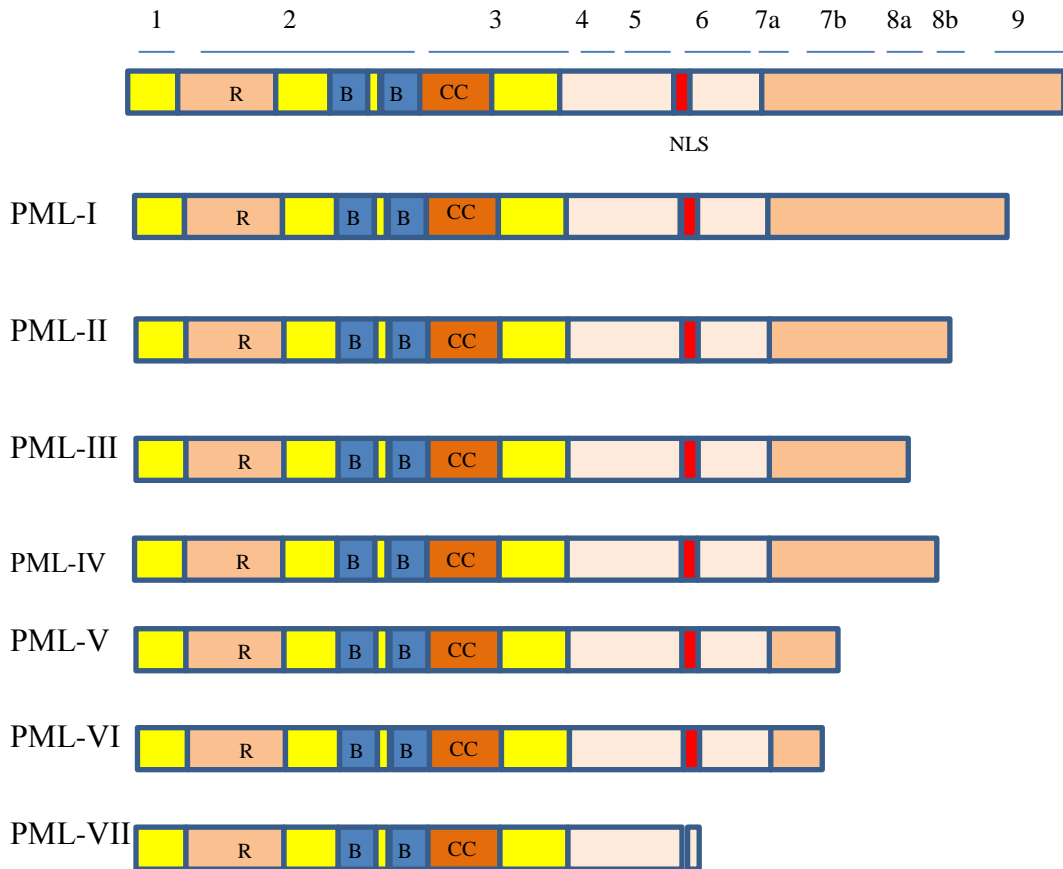 1 2 3 4 5 6 7a 7b 8a 8b 9
R B B CC
NLS
PML-I R B B CC
PML-II R B B CC
PML-III R B B CC
PML-IV R B B CC
PML-V R B B CC
PML-VI R B B CC
PML-VII R B B CC